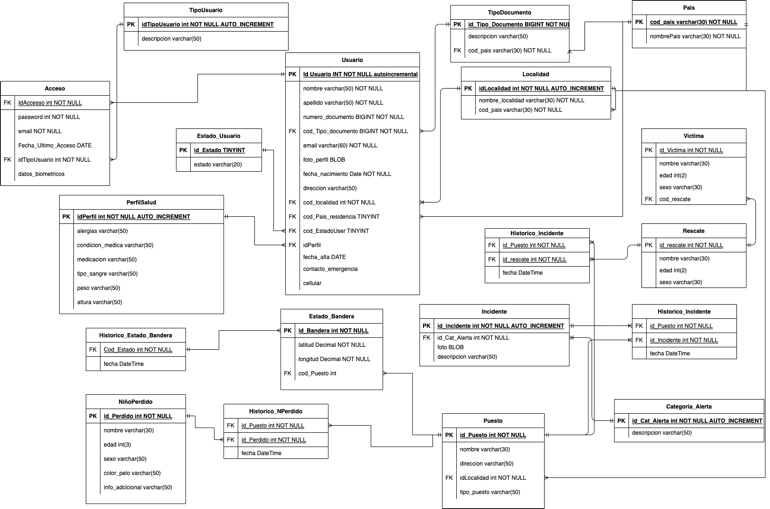 TipoUsuario
PK idTipoUsuario int NOT NULL AUTO_INCREMENT
descripcion varchar(50)
TipoDocumento
PK id_Tipo_Documento BIGINT NOT NUL
descripcion varchar(50)
FK cod_pais varchar(30) NOT NULL
Pais
PK cod_pais varchar(30) NOT NULL
nombrePais varchar(30) NOT NULL
Acceso
FK IdAccesso int NOT NULL
password int NOT NULL
email NOT NULL
Fecha_Ultimo_Acceso DATE
FK idTipoUsuario int NOT NULL
datos_biometricos
Usuario
PK Id Usuario INT NOT NULL autoincremental
nombre varchar(50) NOT NULL
apellido varchar(50) NOT NULL
numero_documento BIGINT NOT NULL
FK cod_Tipo_documento BIGINT NOT NULL
email varchar(60) NOT NULL
foto_perfil BLOB
fecha_nacimiento Date NOT NULL
direccion varchar(50)
FK cod_localidad int NOT NULL
FK cod_Pais_residencia TINYINT
FK cod_EstadoUser TINYINT
FK idPerfil
fecha_alta DATE
contacto_emergencia
cellular
Localidad
PK idLocalidad int NOT NULL AUTO_INCREMENT
nombre_localidad varchar(30) NOT NULL
FK cod_pais varchar(30) NOT NULL
Estado_Usuario
PK id_Estado TINYINT
estado varchar(20)
Victima
PK id_Victima int NOT NULL
nombre varchar(30)
edad int(2)
sexo varchar(30)
FK cod_rescate
PerfilSalud
PK idPerfil int NOT NULL AUTO_INCREMENT
alergias varchar(50)
condicion_medica varchar(50)
medicacion varchar(50)
tipo_sangre varchar(50)
peso varchar(50)
altura varchar(50)
Historico_Incidente
FK id_Puesto int NOT NULL
FK id_rescate int NOT NULL
fecha DateTime
Rescate
PK id_rescate int NOT NULL
nombre varchar(30)
edad int(2)
sexo varchar(30)
Estado_Bandera
PK id_Bandera int NOT NULL
latitud Decimal NOT NULL
longitud Decimal NOT NULL
FK cod_Puesto int
Incidente
PK id_incidente int NOT NULL AUTO_INCREMENT
FK id_Cat_Alerta int NOT NULL
foto BLOB
descripcion varchar(50)
Historico_Incidente
FK id_Puesto int NOT NULL
FK id_Incidente int NOT NULL
fecha DateTime
Historico_Estado_Bandera
FK Cod_Estado int NOT NULL
fecha DateTime
NiñoPerdido
PK id_Perdido int NOT NULL
nombre varchar(30)
edad int(3)
sexo varchar(50)
color_pelo varchar(50)
info_adcicional varchar(50)
Historico_NPerdido
FK id_Puesto int NOT NULL
FK id_Perdido int NOT NULL
fecha DateTime
Puesto
PK id_Puesto int NOT NULL
nombre varchar(30)
direccion varchar(50)
FK idLocalidad int NOT NULL
tipo_puesto varchar(50)
Categoria_Alerta
PK id_Cat_Alerta int NOT NULL AUTO_INCREMENT
descripcion varchar(50)